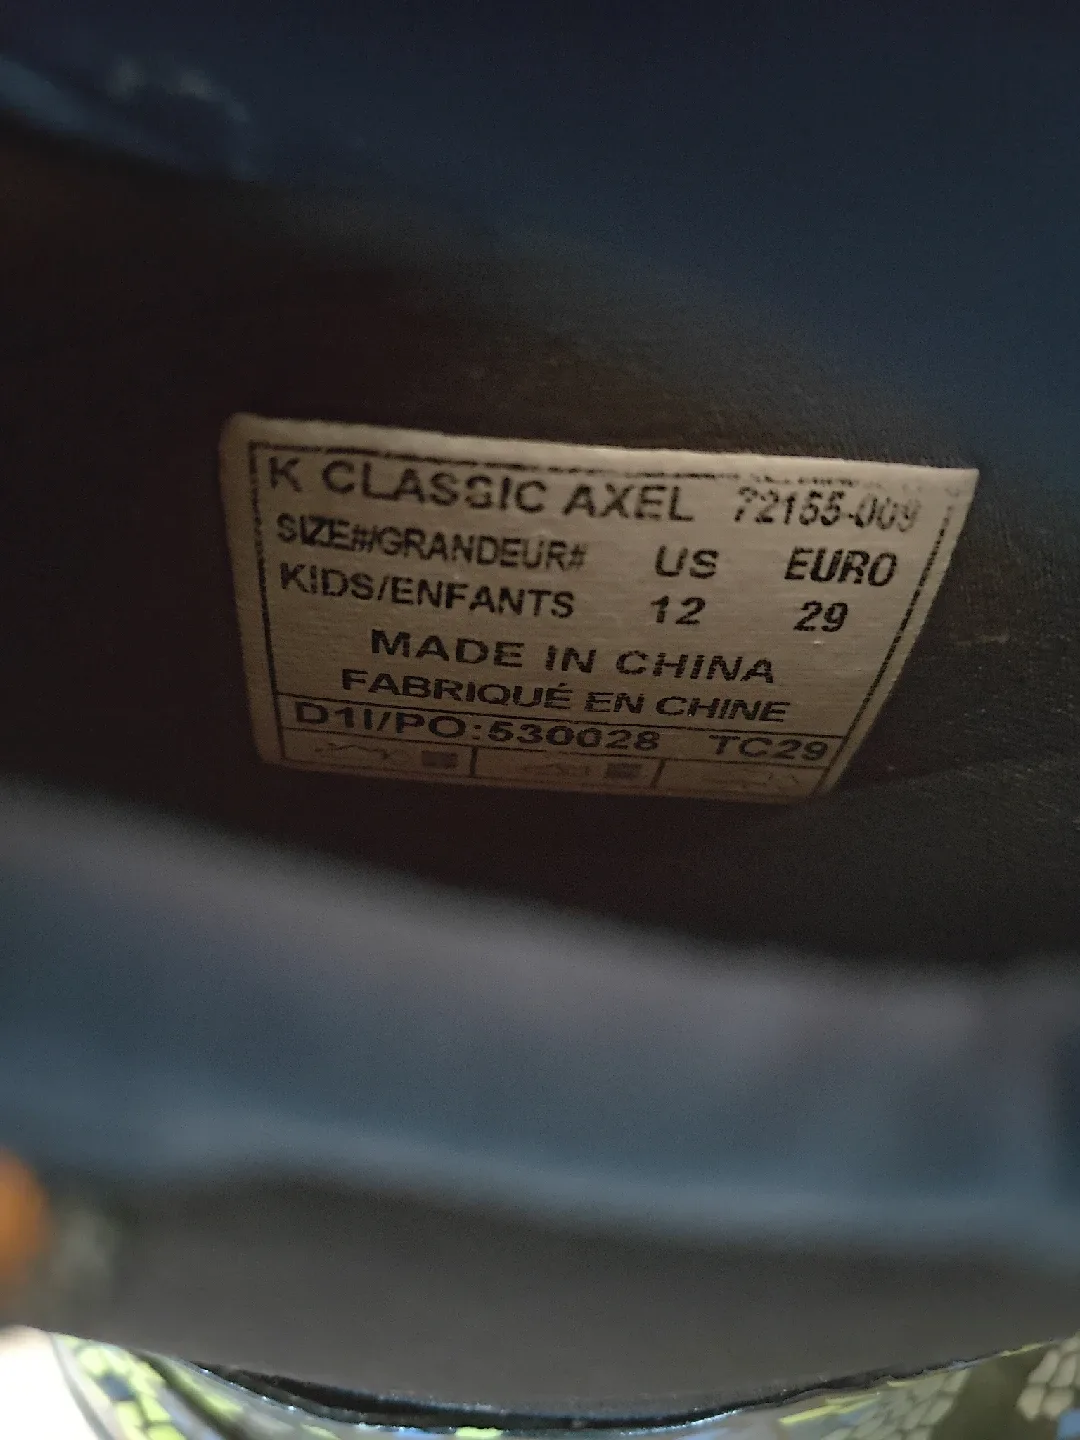 K CLASSIC AXEL 72155-009
SIZE#/GRANDEUR# US EURO
KIDS/ENFANTS 12 29
MADE IN CHINA
FABRIQUÉ EN CHINE
D1I/PO:530028 TC29